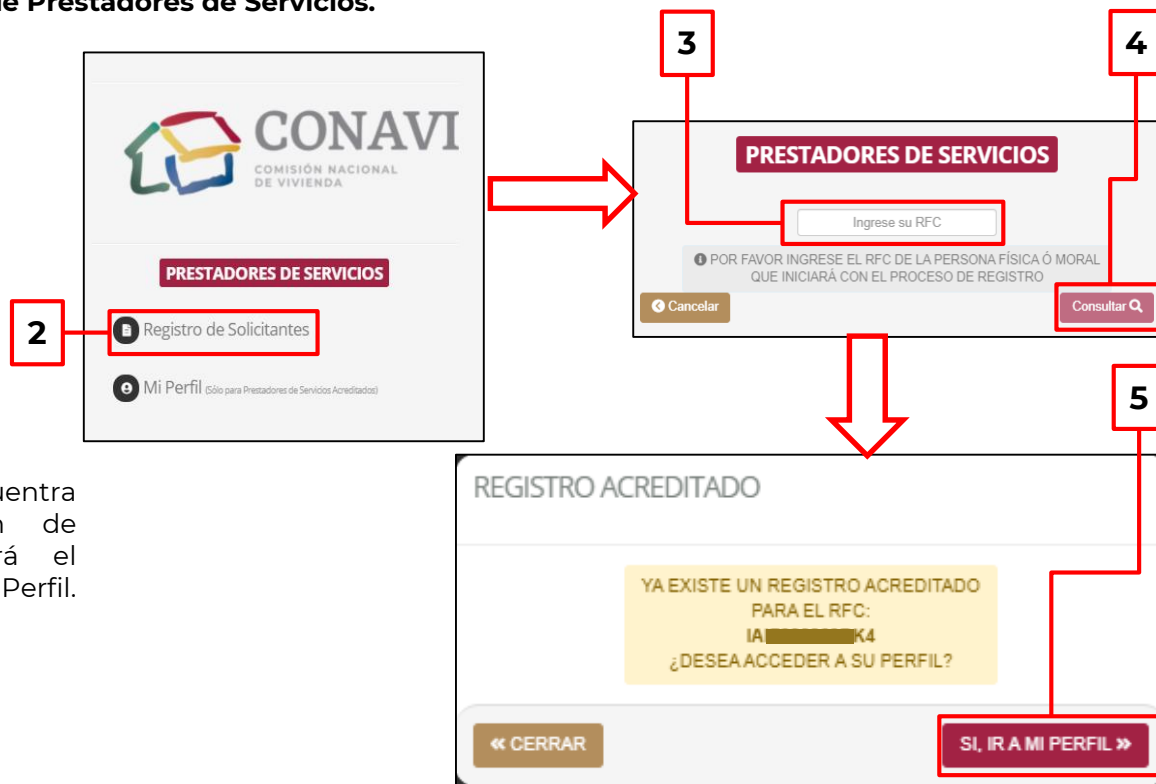 de Prestadores de Servicios.
3
4
CONAVI
COMISIÓN NACIONAL
DE VIVIENDA
PRESTADORES DE SERVICIOS
2
Registro de Solicitantes
Mi Perfil (Sólo para Prestadores de Servicios Acreditados)
PRESTADORES DE SERVICIOS
Ingrese su RFC
POR FAVOR INGRESE EL RFC DE LA PERSONA FÍSICA Ó MORAL
QUE INICIARÁ CON EL PROCESO DE REGISTRO
Cancelar
Consultar
5
de
el
Perfil.
REGISTRO ACREDITADO
YA EXISTE UN REGISTRO ACREDITADO
PARA EL RFC:
IA K4
¿DESEA ACCEDER A SU PERFIL?
« CERRAR
SI, IR A MI PERFIL »